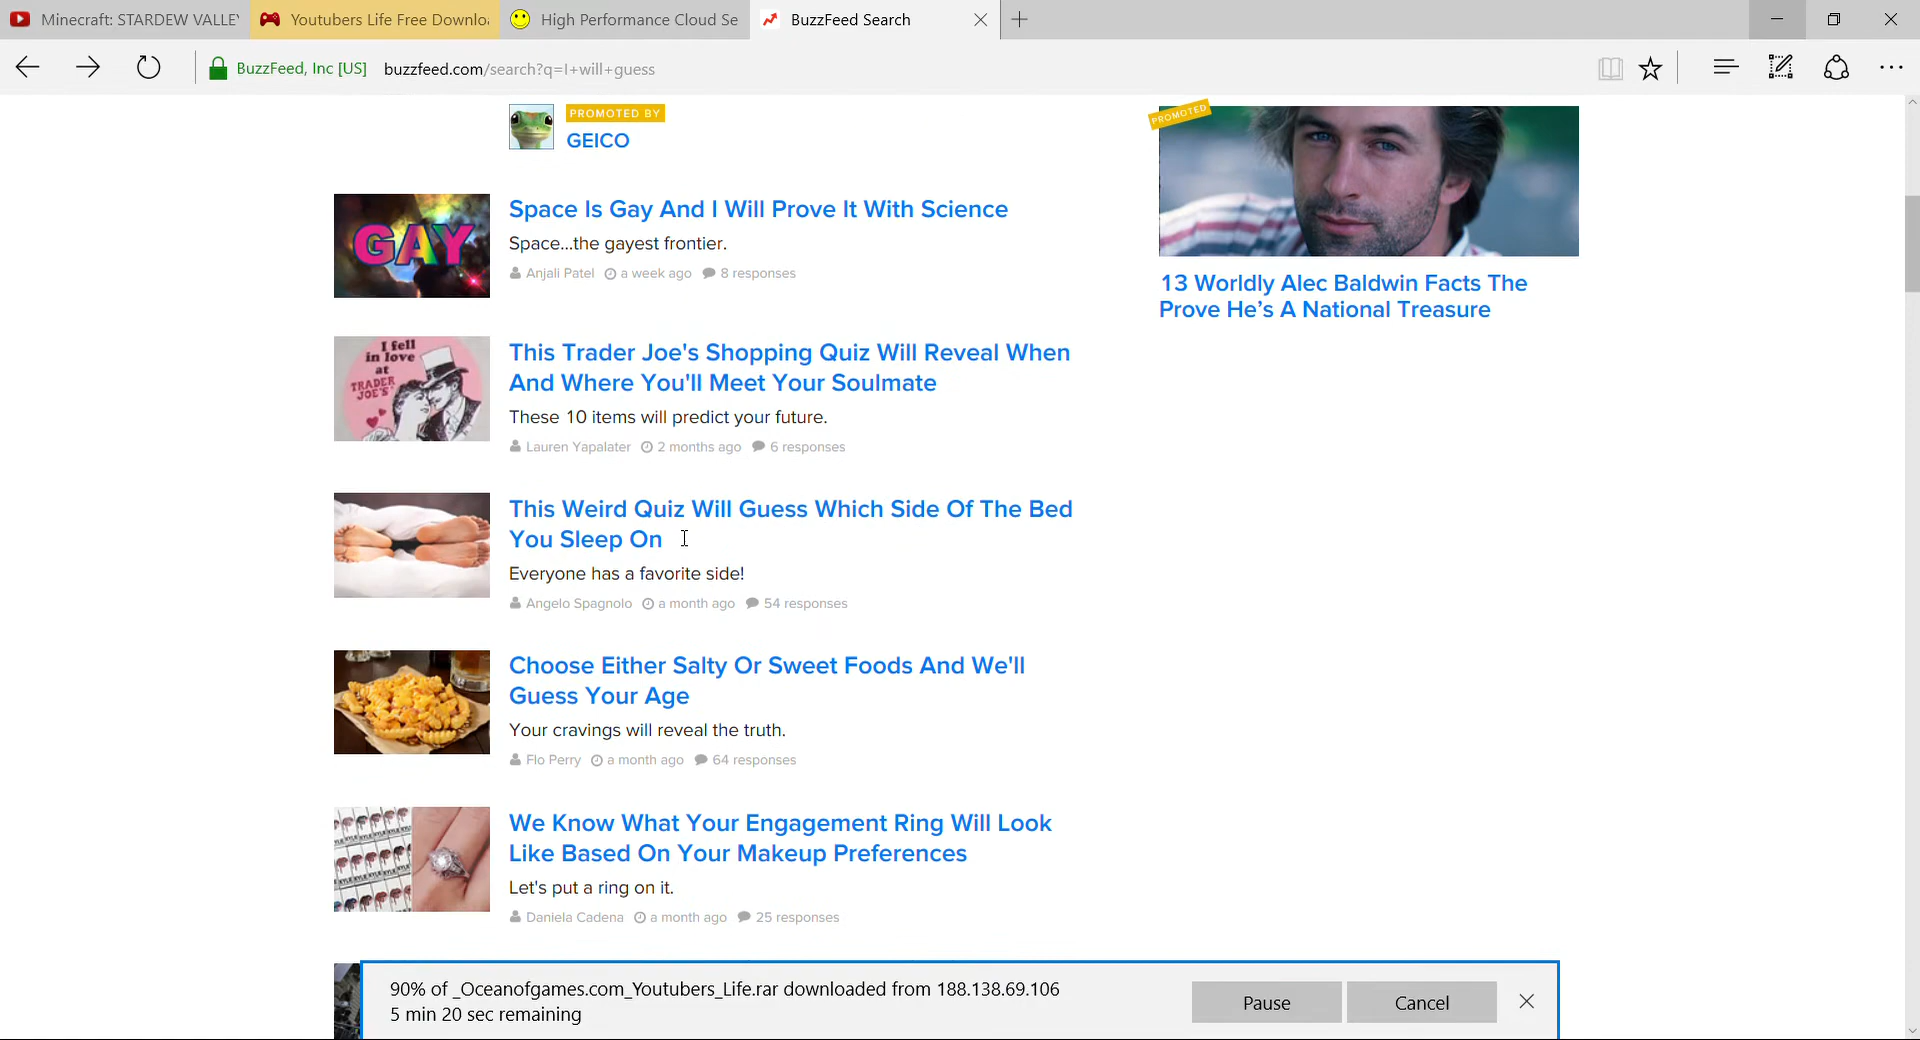 Minecraft: STARDEW VALLEY
Youtubers Life Free Downlo
High Performance Cloud Se
BuzzFeed Search
BuzzFeed, Inc [US]
buzzfeed.com/search?q=I+will+guess
PROMOTED BY
GEICO
PROMOTED
13 Worldly Alec Baldwin Facts The
Prove He's A National Treasure
GAY
Space Is Gay And I Will Prove It With Science
Space...the gayest frontier.
Anjali Patel a week ago 8 responses
I fell
in love
at
TRADER
JOE'S
This Trader Joe's Shopping Quiz Will Reveal When
And Where You'll Meet Your Soulmate
These 10 items will predict your future.
Lauren Yapalater 2 months ago 6 responses
This Weird Quiz Will Guess Which Side Of The Bed
You Sleep On
Everyone has a favorite side!
Angelo Spagnolo a month ago 54 responses
Choose Either Salty Or Sweet Foods And We'll
Guess Your Age
Your cravings will reveal the truth.
Flo Perry a month ago 64 responses
We Know What Your Engagement Ring Will Look
Like Based On Your Makeup Preferences
Let's put a ring on it.
Daniela Cadena a month ago 25 responses
90% of _Oceanofgames.com_Youtubers_Life.rar downloaded from 188.138.69.106
5 min 20 sec remaining
Pause
Cancel